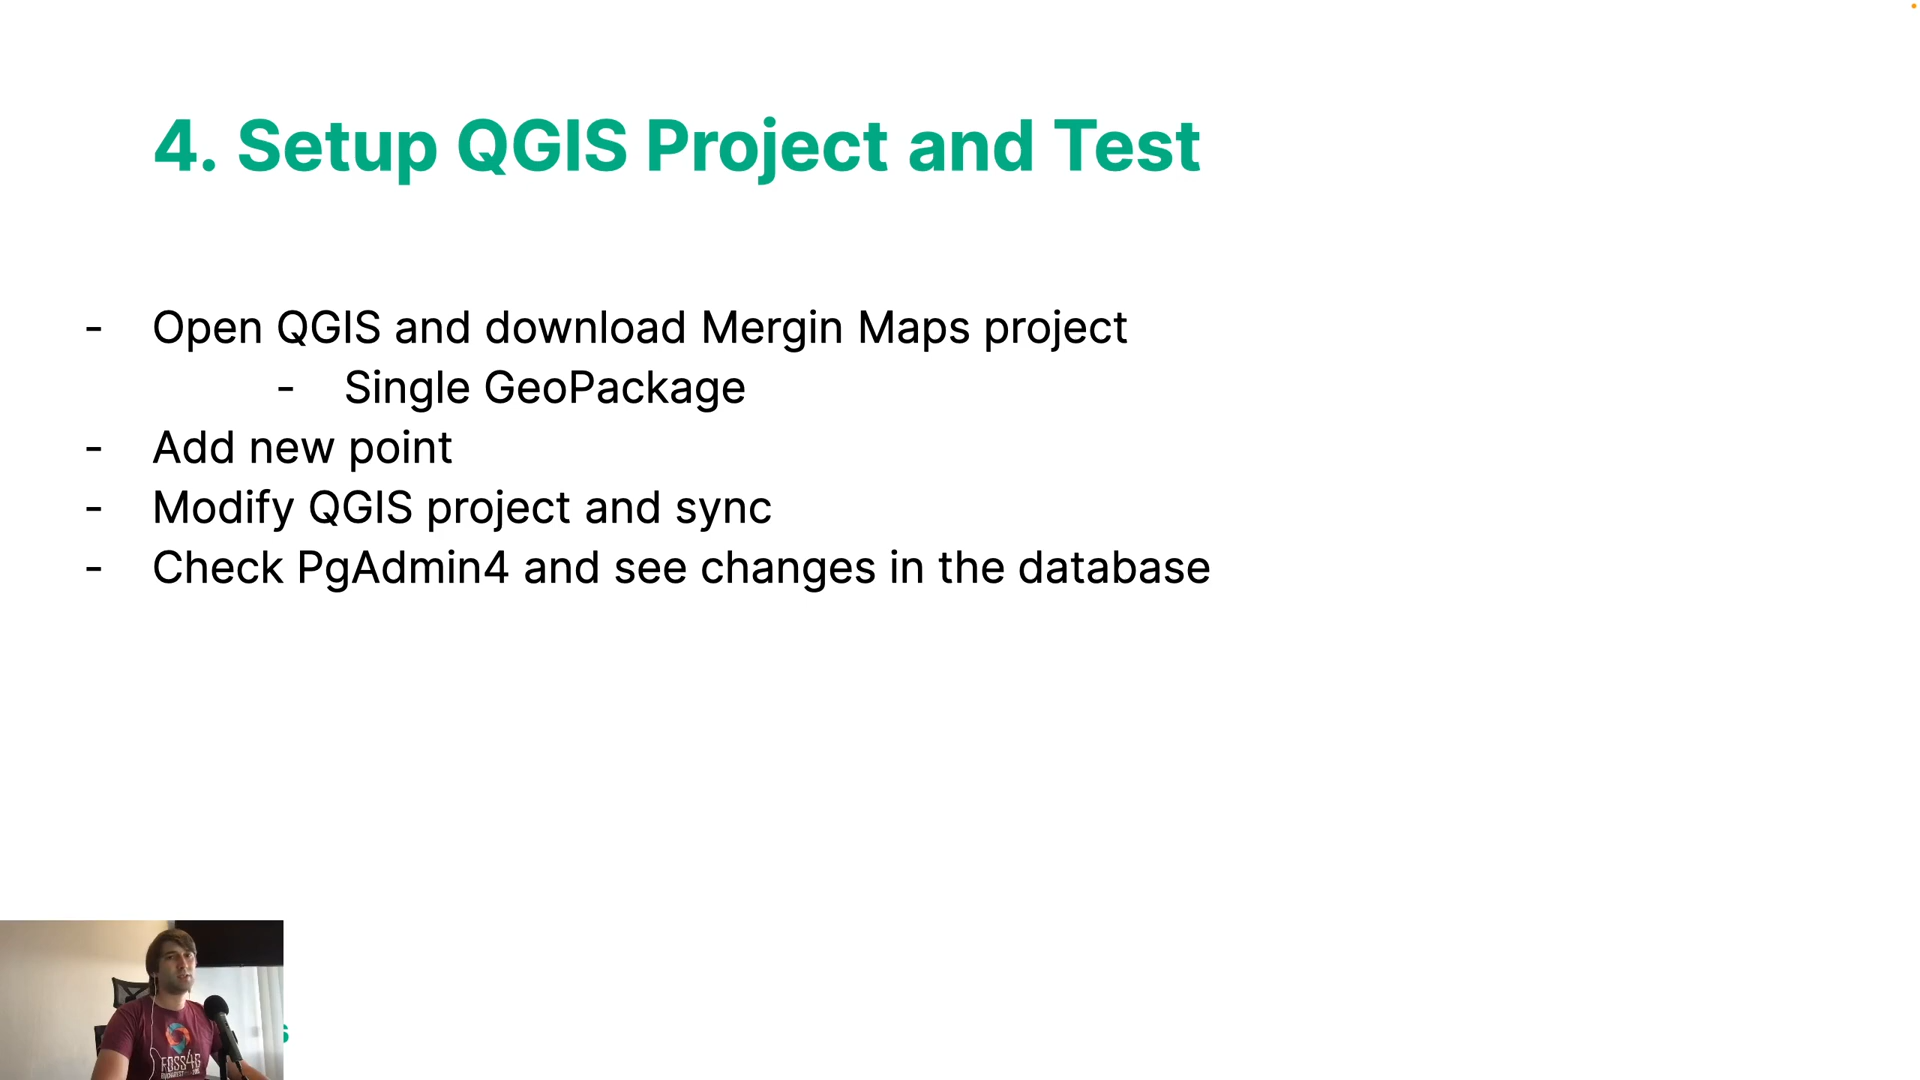 4. Setup QGIS Project and Test
- Open QGIS and download Mergin Maps project
- Single GeoPackage
- Add new point
- Modify QGIS project and sync
- Check PgAdmin4 and see changes in the database
s
FOSS4G